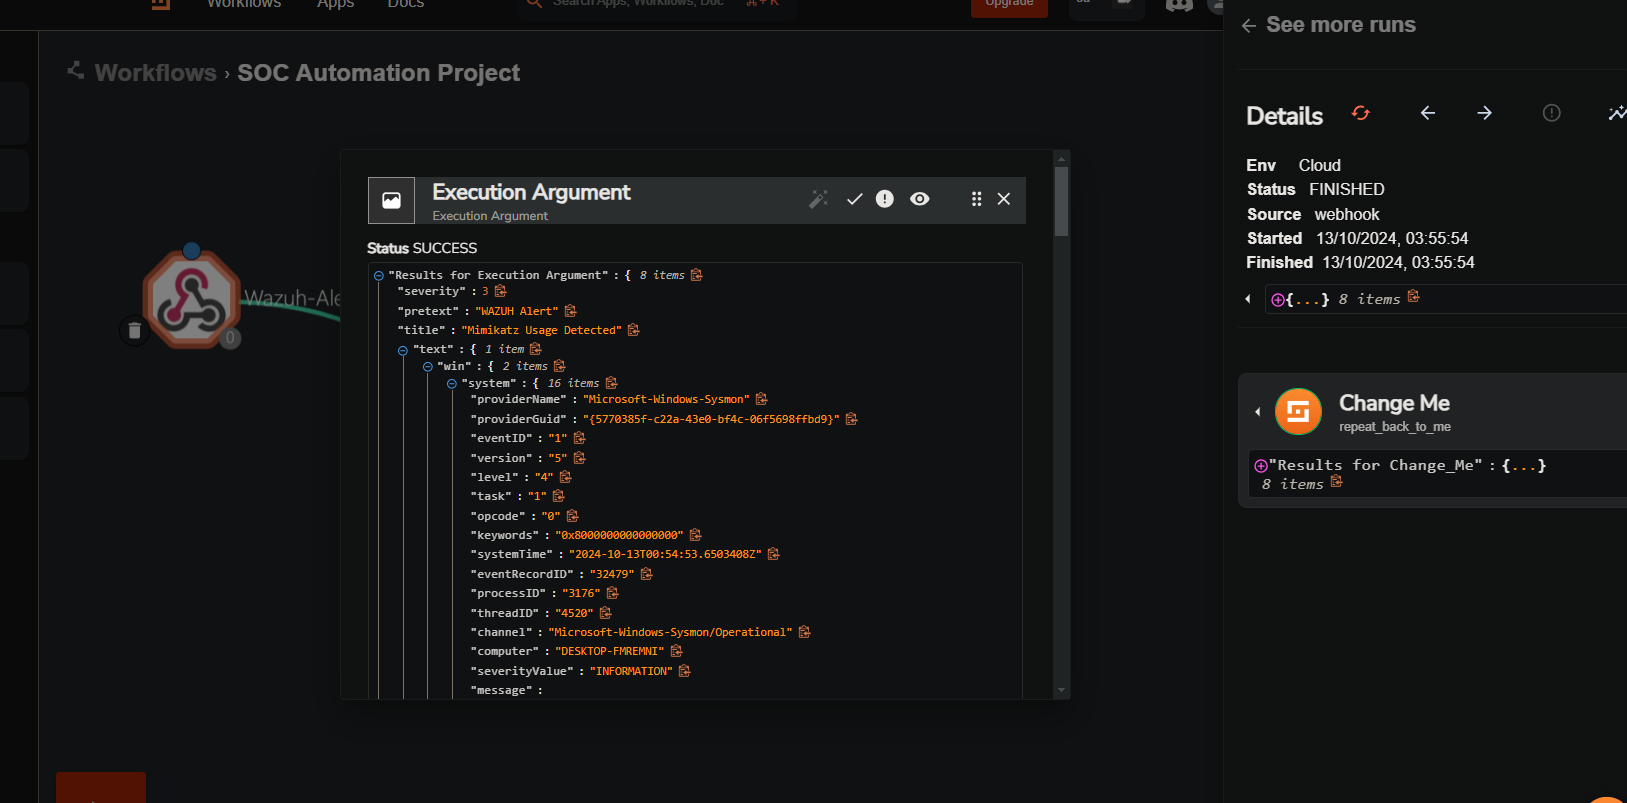 Workflows
Apps
Docs
Search Apps, Workflows, Doc
Upgrade
Workflows › SOC Automation Project
Wazuh-Ale
0
Execution Argument
Execution Argument
Status SUCCESS
"Results for Execution Argument" : { 8 items
"severity" : 3
"pretext" : "WAZUH Alert"
"title" : "Mimikatz Usage Detected"
"text" : { 1 item
"win" : { 2 items
"system" : { 16 items
"providerName" : "Microsoft-Windows-Sysmon"
"providerGuid" : "{5770385f-c22a-43e0-bf4c-06f5698ffbd9}"
"eventID" : "1"
"version" : "5"
"level" : "4"
"task" : "1"
"opcode" : "0"
"keywords" : "0x8000000000000000"
"systemTime" : "2024-10-13T00:54:53.6503408Z"
"eventRecordID" : "32479"
"processID" : "3176"
"threadID" : "4520"
"channel" : "Microsoft-Windows-Sysmon/Operational"
"computer" : "DESKTOP-FMREMNI"
"severityValue" : "INFORMATION"
"message" :
See more runs
Details
Env Cloud
Status FINISHED
Source webhook
Started 13/10/2024, 03:55:54
Finished 13/10/2024, 03:55:54
{...} 8 items
Change Me
repeat_back_to_me
"Results for Change_Me" : {...}
8 items